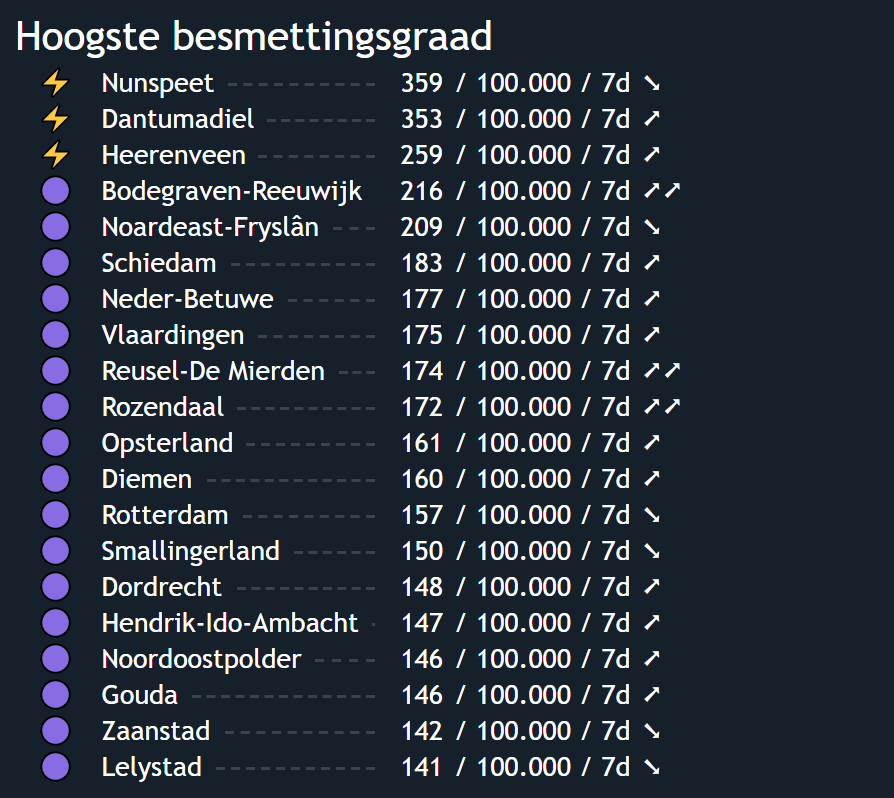 Hoogste besmettingsgraad
⚡ Nunspeet 359 / 100.000 / 7d ➘
⚡ Dantumadiel 353 / 100.000 / 7d ➚
⚡ Heerenveen 259 / 100.000 / 7d ➚
🟣 Bodegraven-Reeuwijk 216 / 100.000 / 7d ➚➚
🟣 Noardeast-Fryslân 209 / 100.000 / 7d ➘
🟣 Schiedam 183 / 100.000 / 7d ➚
🟣 Neder-Betuwe 177 / 100.000 / 7d ➚
🟣 Vlaardingen 175 / 100.000 / 7d ➚
🟣 Reusel-De Mierden 174 / 100.000 / 7d ➚➚
🟣 Rozendaal 172 / 100.000 / 7d ➚➚
🟣 Opsterland 161 / 100.000 / 7d ➚
🟣 Diemen 160 / 100.000 / 7d ➚
🟣 Rotterdam 157 / 100.000 / 7d ➘
🟣 Smallingerland 150 / 100.000 / 7d ➘
🟣 Dordrecht 148 / 100.000 / 7d ➚
🟣 Hendrik-Ido-Ambacht 147 / 100.000 / 7d ➚
🟣 Noordoostpolder 146 / 100.000 / 7d ➚
🟣 Gouda 146 / 100.000 / 7d ➚
🟣 Zaanstad 142 / 100.000 / 7d ➘
🟣 Lelystad 141 / 100.000 / 7d ➘